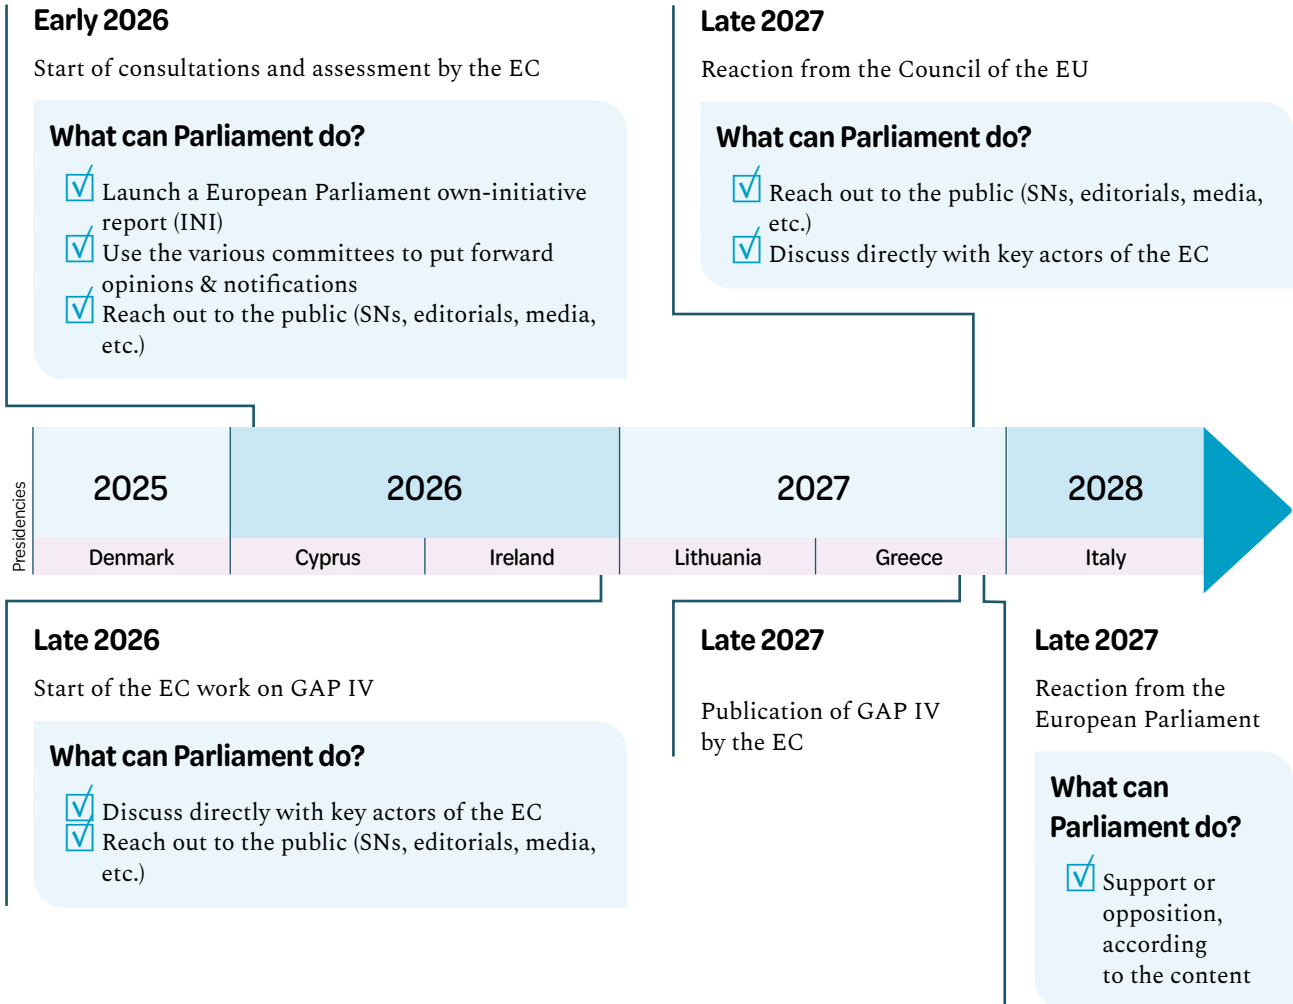 Early 2026
Start of consultations and assessment by the EC
What can Parliament do?
Launch a European Parliament own-initiative
report (INI)
Use the various committees to put forward
opinions & notifications
Reach out to the public (SNs, editorials, media,
etc.)
Late 2027
Reaction from the Council of the EU
What can Parliament do?
Reach out to the public (SNs, editorials, media,
etc.)
Discuss directly with key actors of the EC
Presidencies
2025
2026
2027
2028
Denmark
Cyprus
Ireland
Lithuania
Greece
Italy
Late 2026
Start of the EC work on GAP IV
What can Parliament do?
Discuss directly with key actors of the EC
Reach out to the public (SNs, editorials, media,
etc.)
Late 2027
Publication of GAP IV
by the EC
Late 2027
Reaction from the
European Parliament
What can
Parliament do?
Support or
opposition,
according
to the content